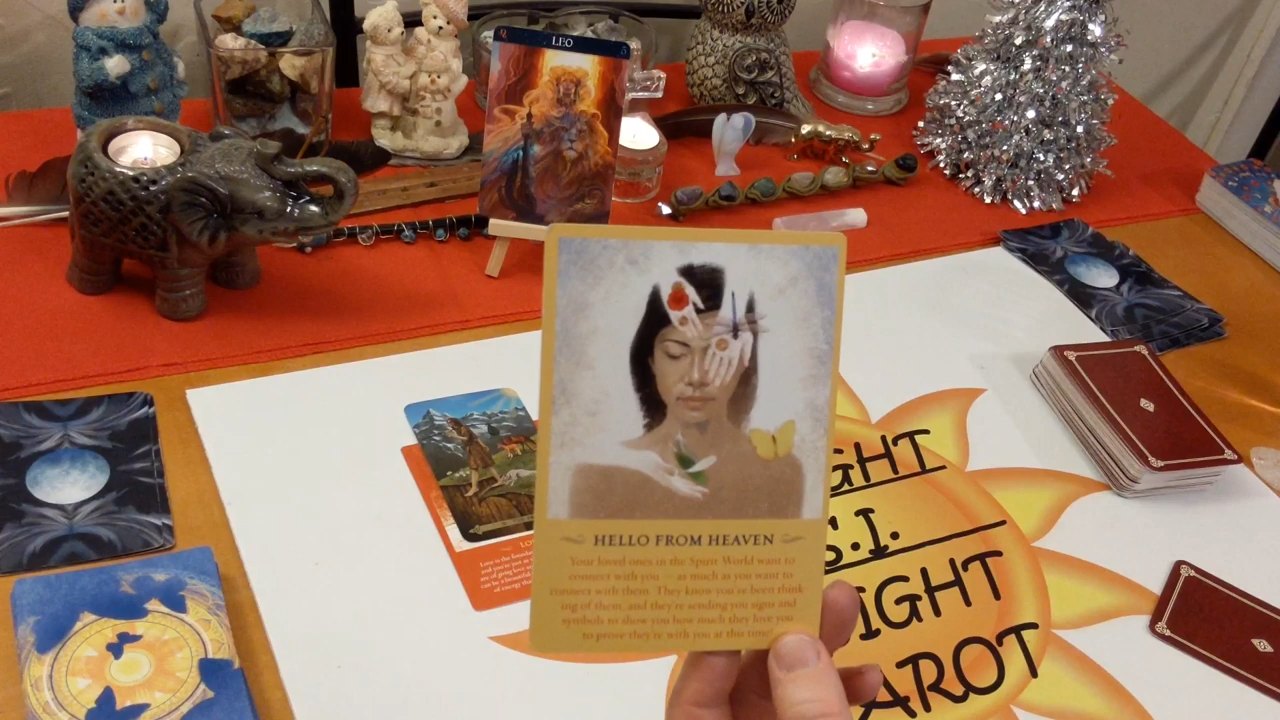 LEO
5
HELLO FROM HEAVEN
Your loved ones in the Spirit World want to
connect with you — as much as you want to
connect with them. They know you've been think
ing of them, and they're sending you signs and
symbols to show you how much they love you
to prove they're with you at this time!
GHT
S.I.
IGHT
AROT